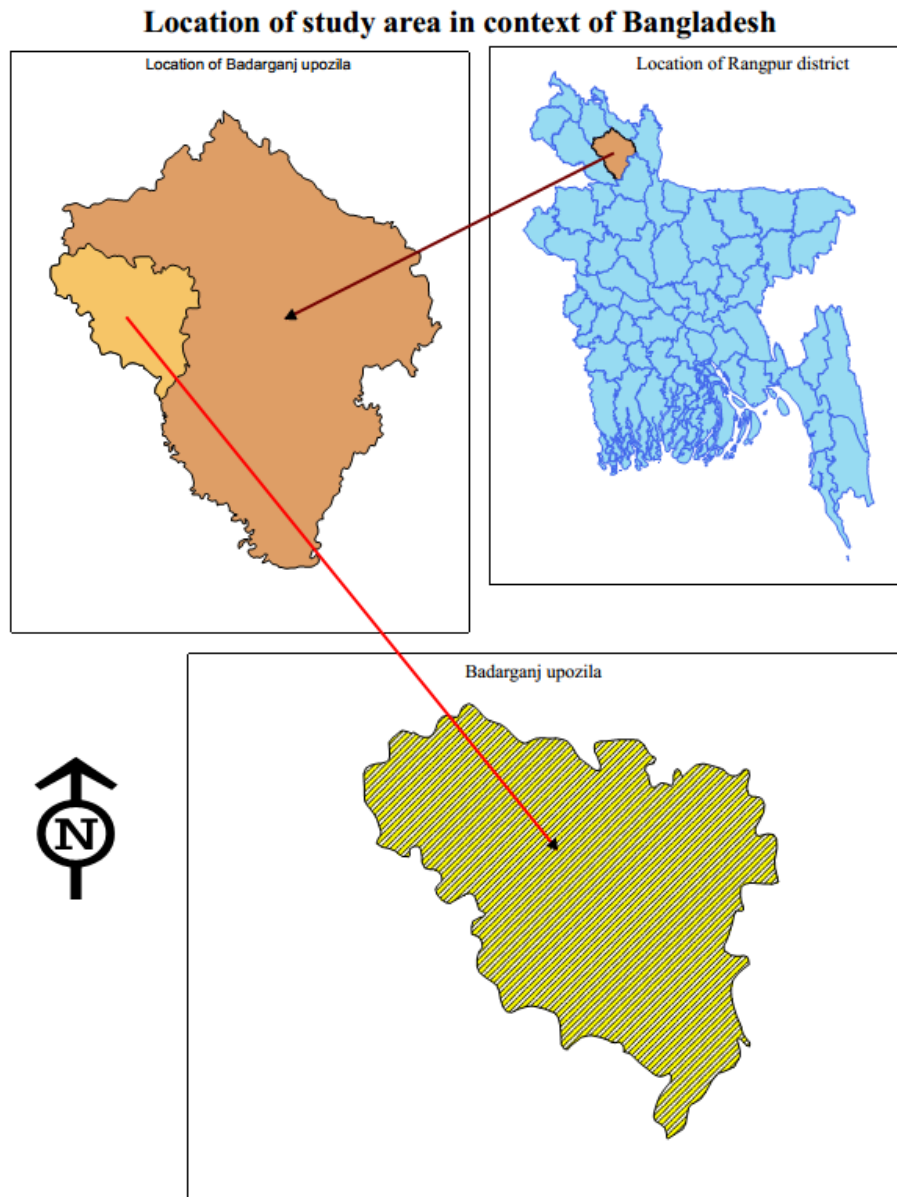 Location of study area in context of Bangladesh
Location of Badarganj upozila
Location of Rangpur district
Badarganj upozila
N